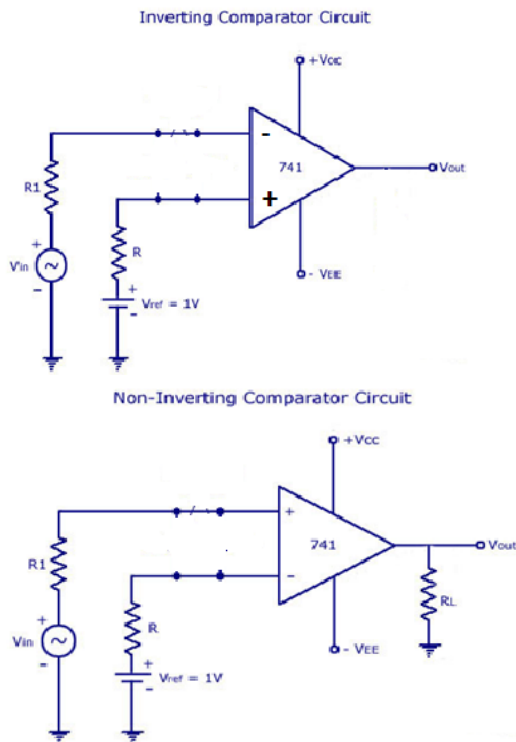 Inverting Comparator Circuit
+VCC
-
741
Vout
+
R1
R
+
Vin
-
+
Vref = 1V
-
- VEE
Non-Inverting Comparator Circuit
+VCC
+
741
Vout
-
R1
R
RL
+
Vin
=
+
Vref = 1V
-
- VEE